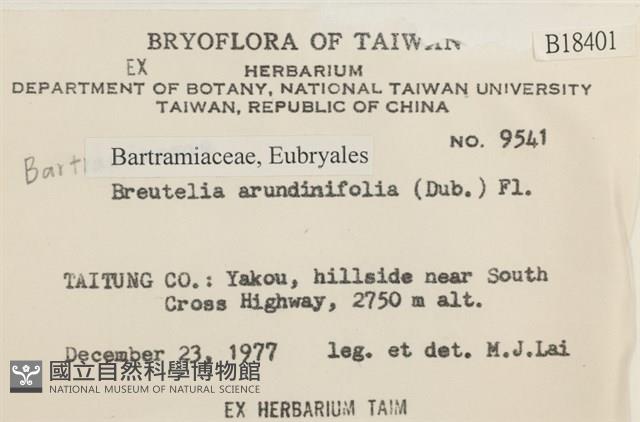 BRYOFLORA OF TAIWAN
B18401
EX HERBARIUM
DEPARTMENT OF BOTANY, NATIONAL TAIWAN UNIVERSITY
TAIWAN, REPUBLIC OF CHINA
NO. 9541
Bart
Bartramiaceae, Eubryales
Breutelia arundinifolia (Dub.) Fl.
TAITUNG CO.: Yakou, hillside near South
Cross Highway, 2750 m alt.
December 23, 1977 leg. et det. M.J.Lai
國立自然科學博物館
NATIONAL MUSEUM OF NATURAL SCIENCE
EX HERBARIUM TAIM